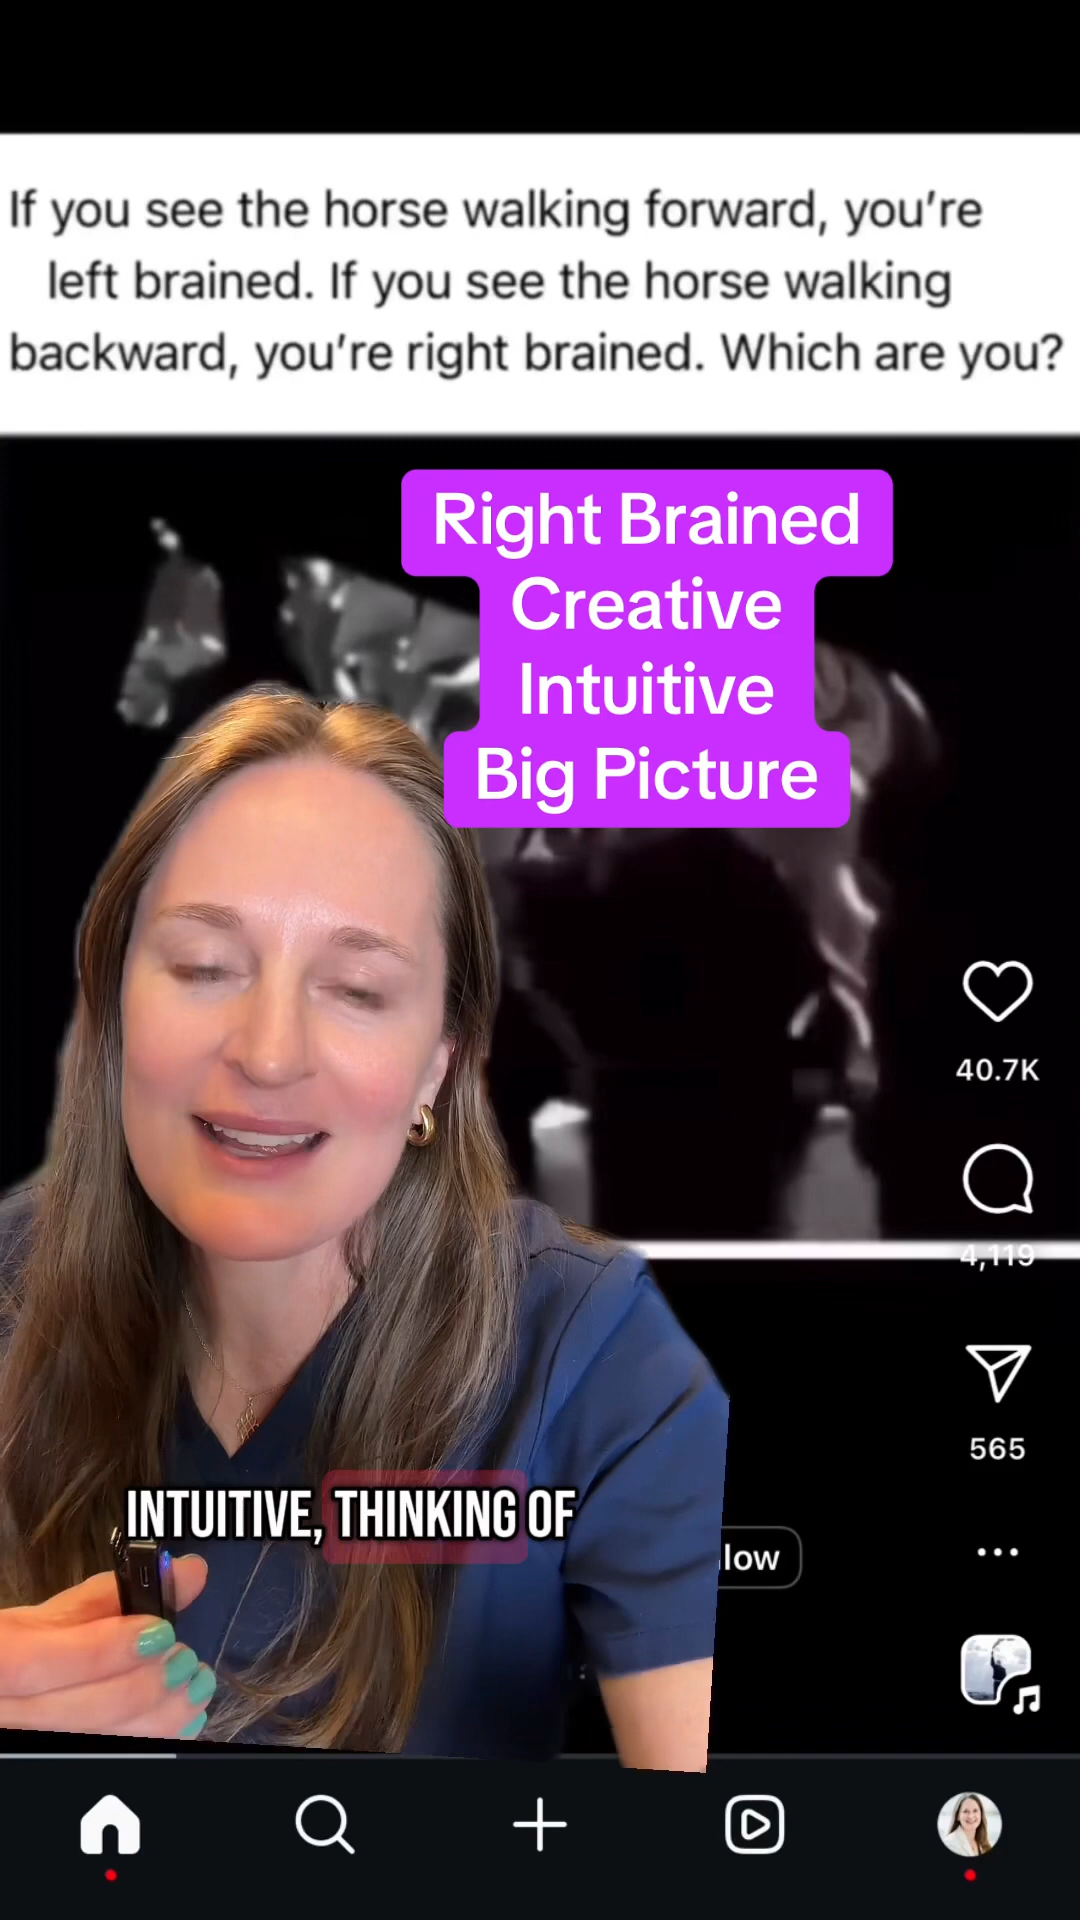 If you see the horse walking forward, you're
left brained. If you see the horse walking
backward, you're right brained. Which are you?
Right Brained
Creative
Intuitive
Big Picture
40.7K
4,119
565
INTUITIVE, THINKING OF
low